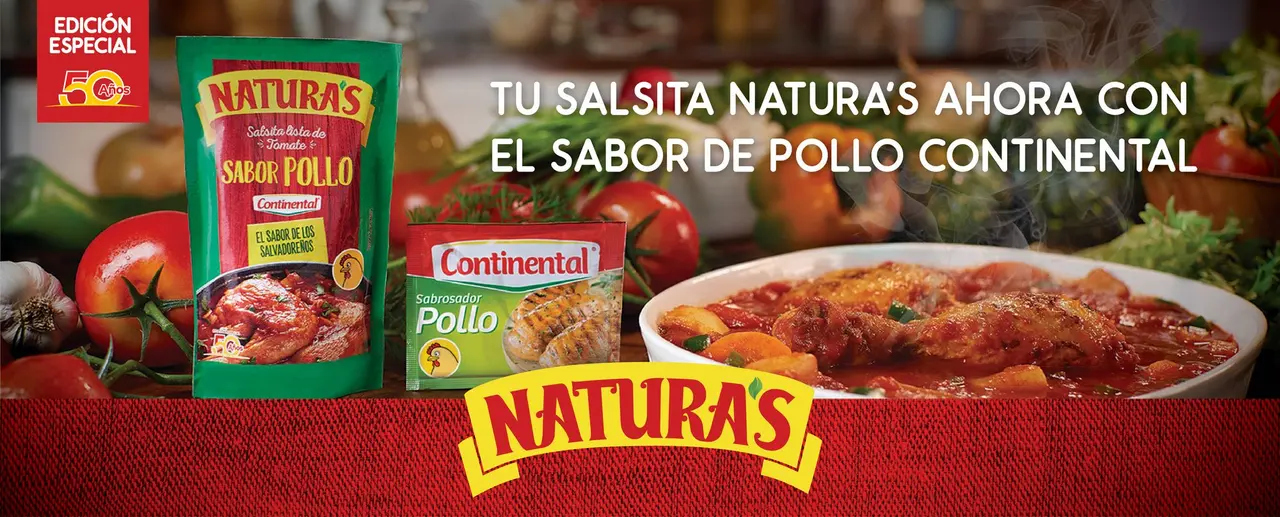 EDICIÓN
ESPECIAL
50 Años
TU SALSITA NATURA'S AHORA CON
EL SABOR DE POLLO CONTINENTAL
NATURA'S
Salsita lista de
Tomate
SABOR POLLO
Continental
EL SABOR DE LOS
SALVADOREÑOS
50
Continental
Sabrosador
Pollo
NATURA'S